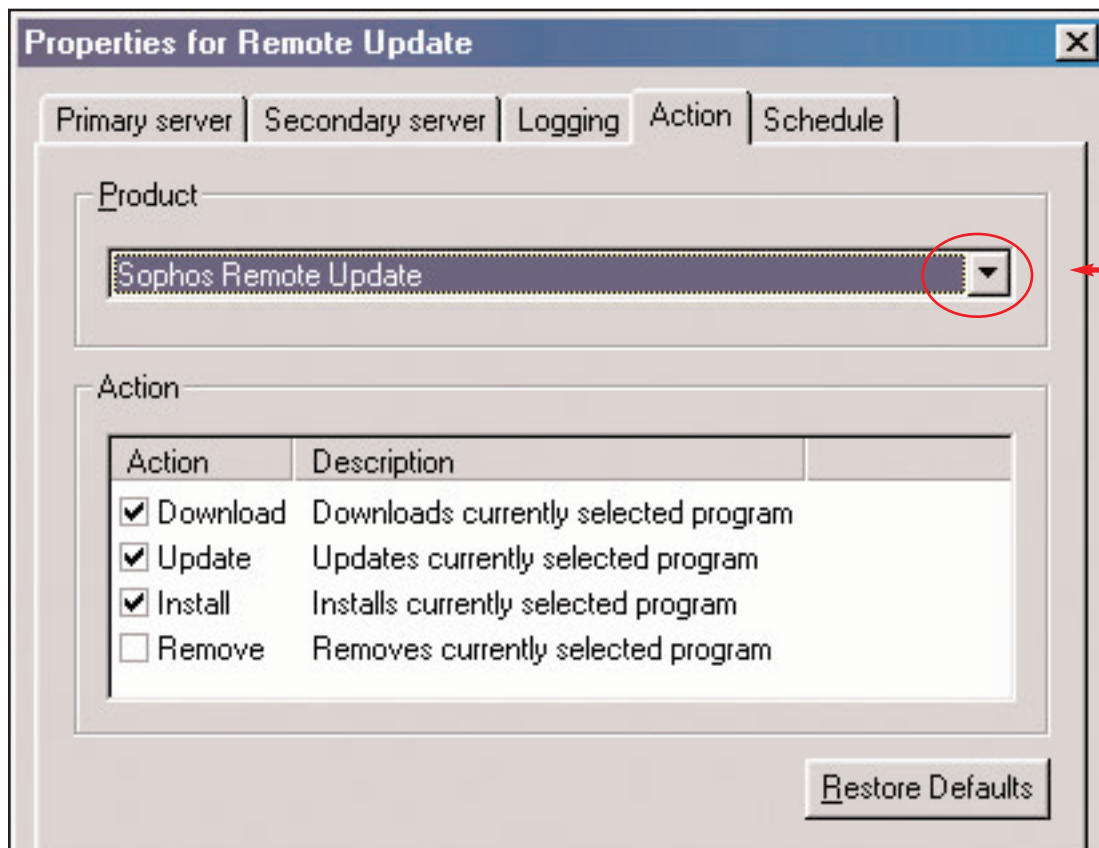 Properties for Remote Update
Primary server Secondary server Logging Action Schedule
Product
Sophos Remote Update
Action
Action Description
Download Downloads currently selected program
Update Updates currently selected program
Install Installs currently selected program
Remove Removes currently selected program
Restore Defaults